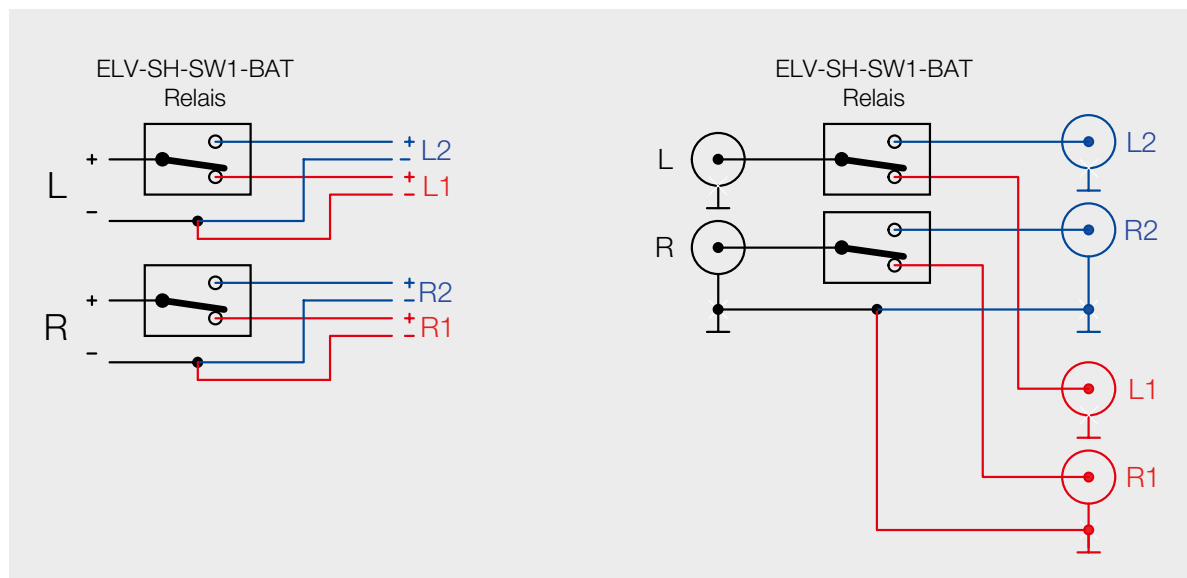 ELV-SH-SW1-BAT
Relais
+
L
–
+
–
L2
+
–
L1
+
R
–
+
–
R2
+
–
R1
ELV-SH-SW1-BAT
Relais
L
L2
R
R2
L1
R1